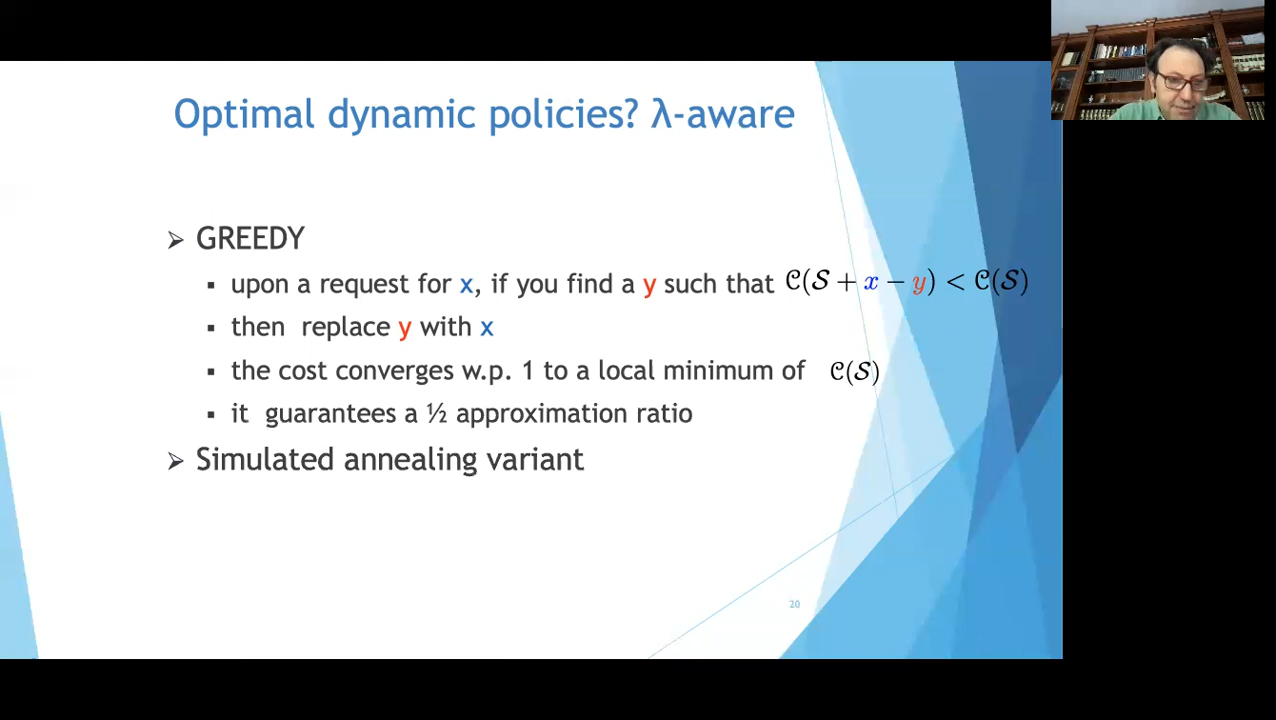 Optimal dynamic policies? λ-aware
➢ GREEDY
▪ upon a request for x, if you find a y such that 𝒞(𝒮 + x − y) < 𝒞(𝒮)
▪ then replace y with x
▪ the cost converges w.p. 1 to a local minimum of 𝒞(𝒮)
▪ it guarantees a ½ approximation ratio
➢ Simulated annealing variant
20